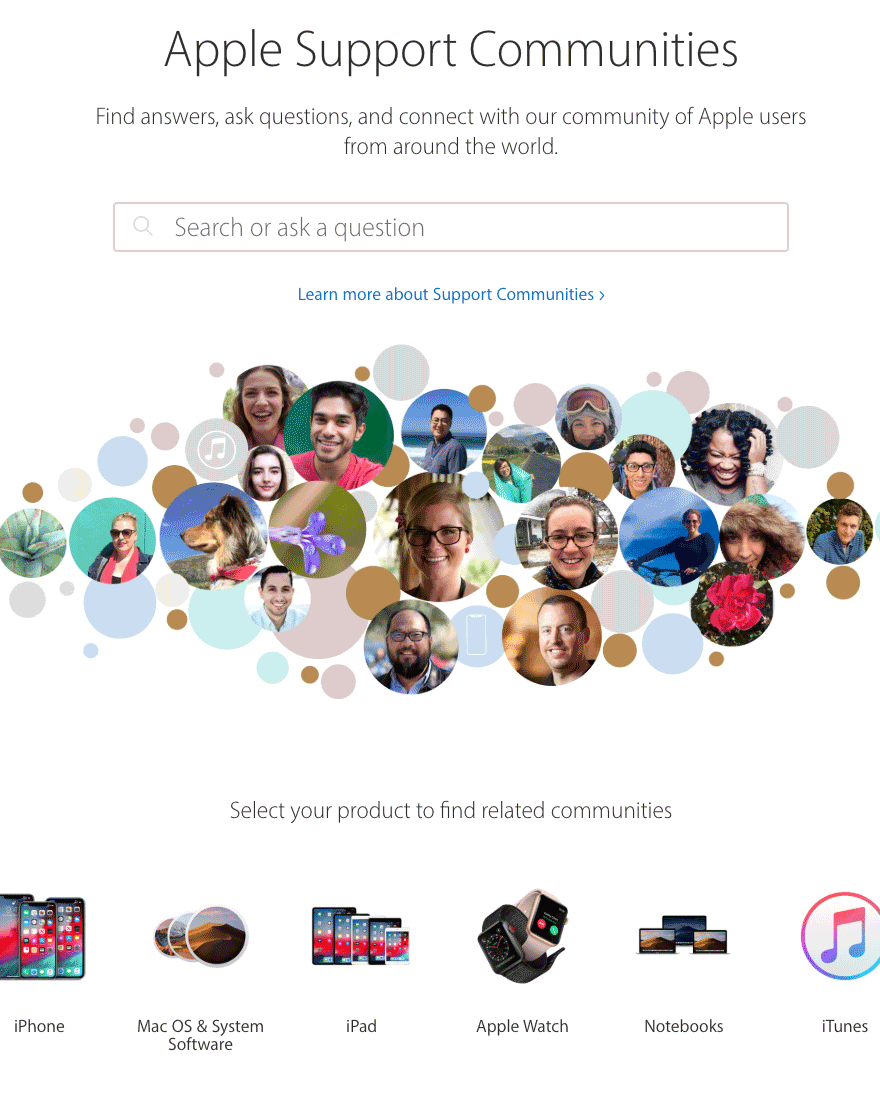 Apple Support Communities
Find answers, ask questions, and connect with our community of Apple users
from around the world.
Search or ask a question
Learn more about Support Communities ›
Select your product to find related communities
iPhone
Mac OS & System
Software
iPad
Apple Watch
Notebooks
iTunes